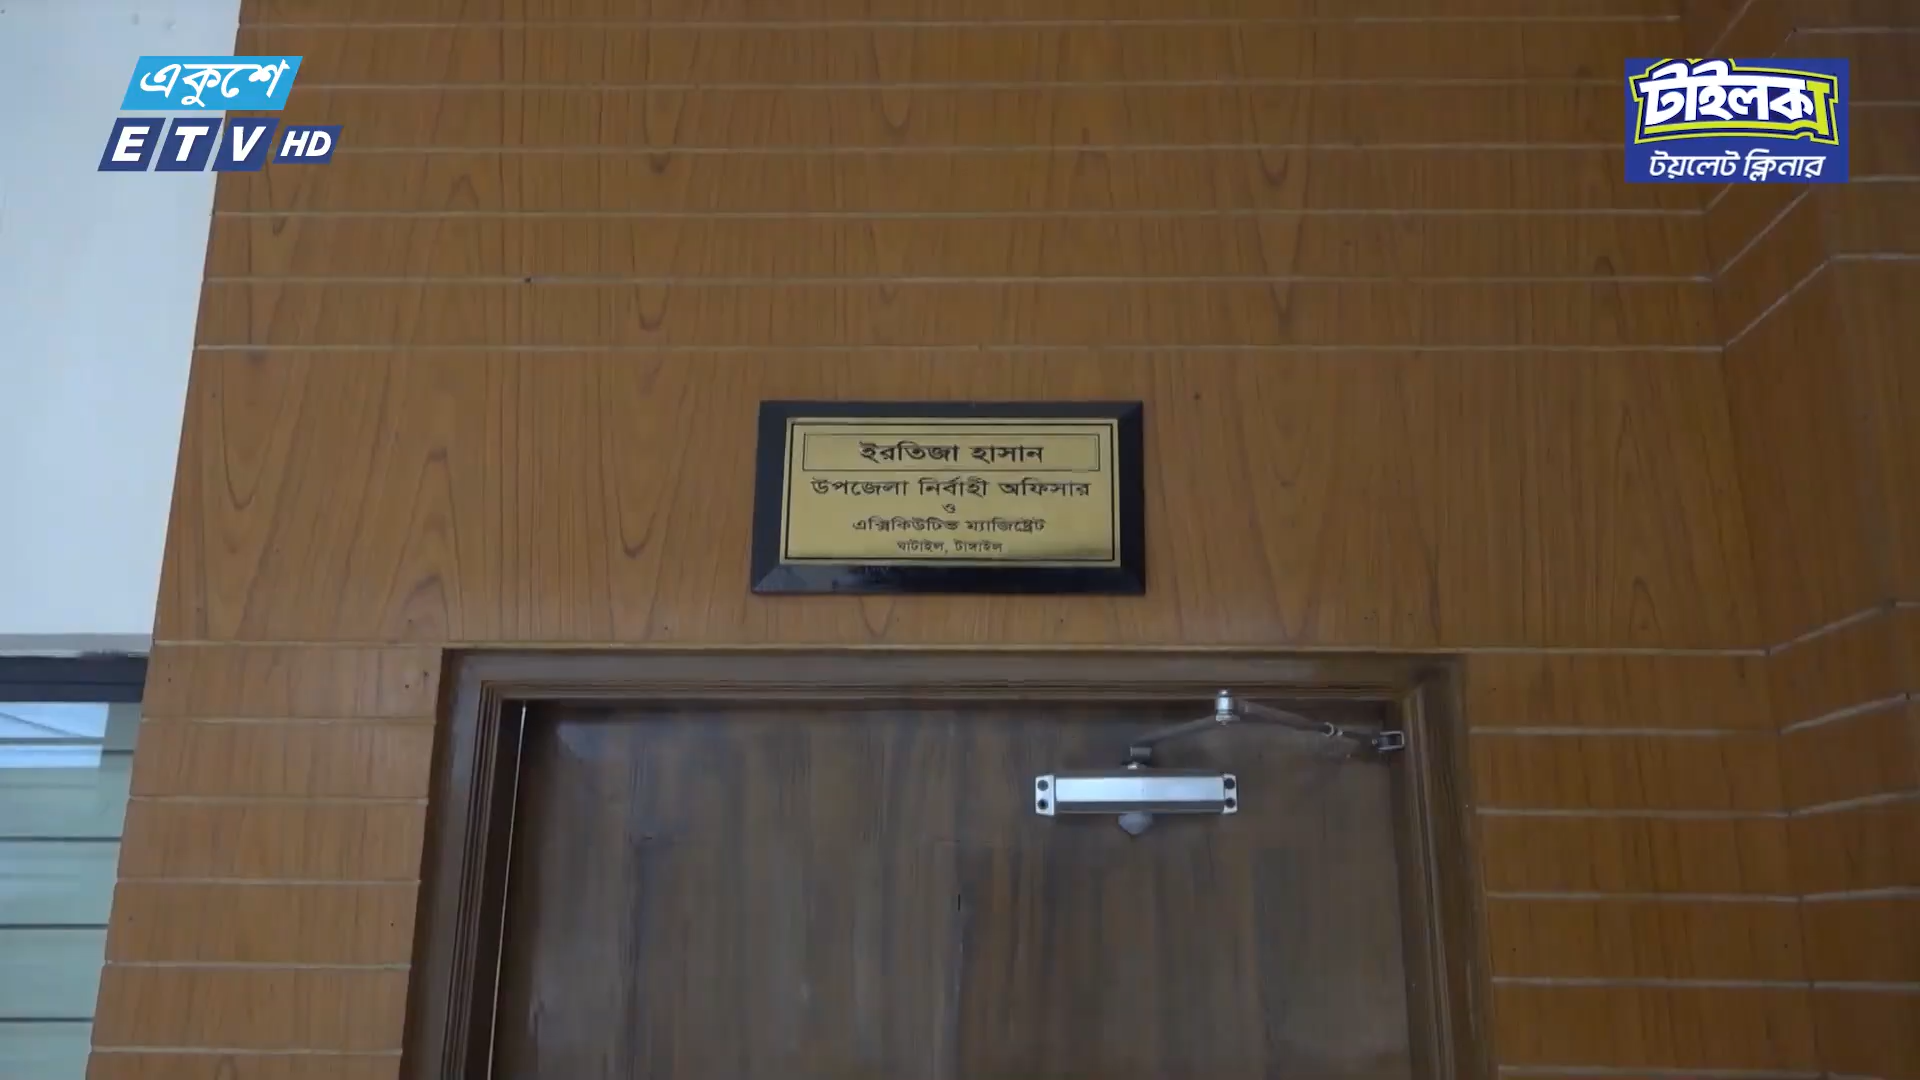 একুশে
ETV HD
টাইলক্স
টয়লেট ক্লিনার
ইরতিজা হাসান
উপজেলা নির্বাহী অফিসার
ও
এক্সিকিউটিভ ম্যাজিষ্ট্রেট
ঘাটাইল, টাঙ্গাইল